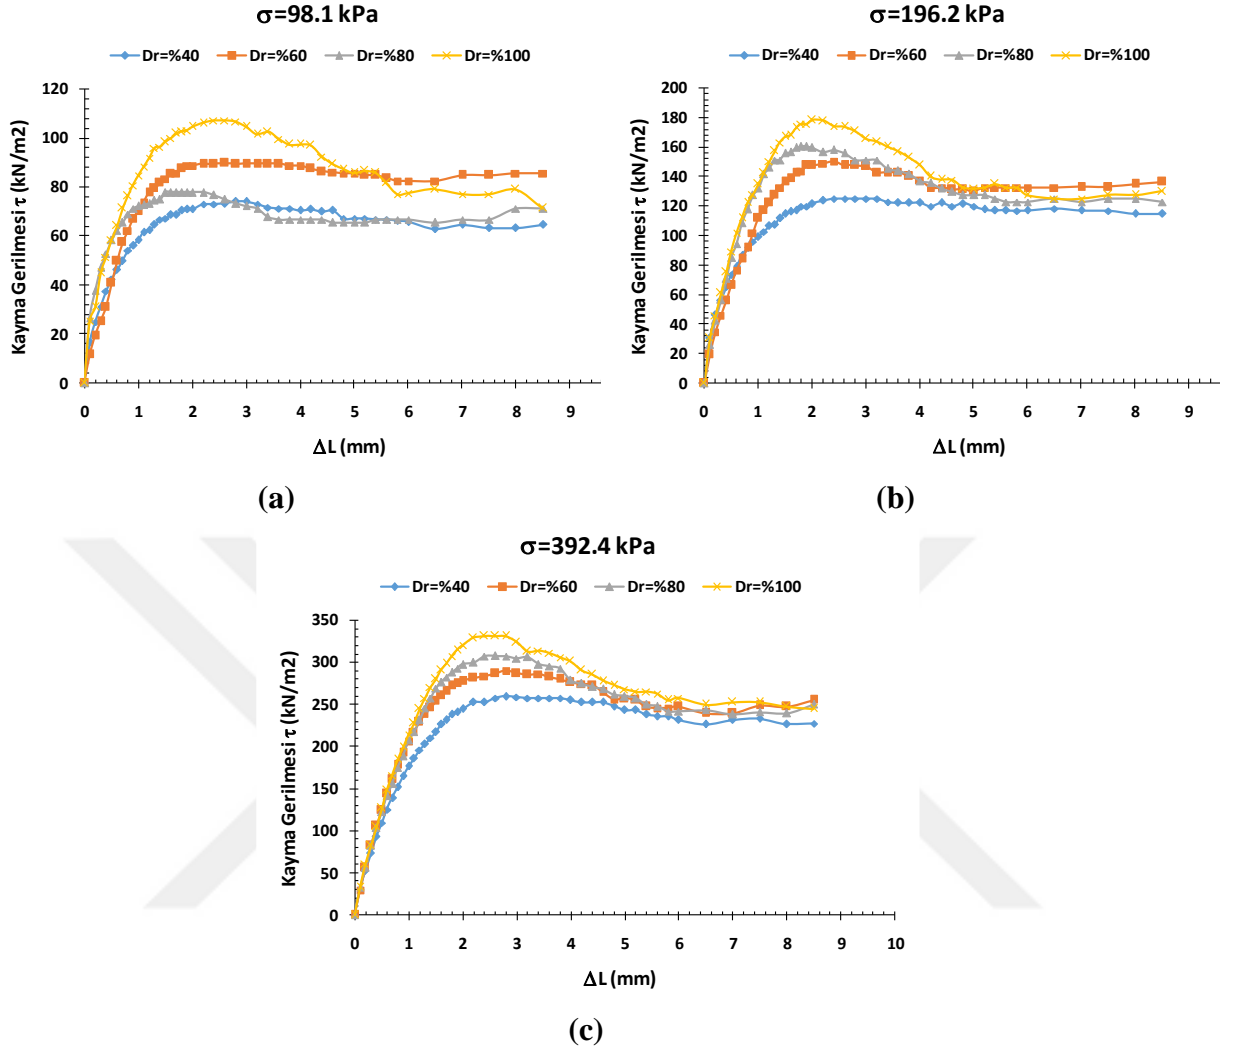 σ=98.1 kPa
Dr=%40 Dr=%60 Dr=%80 Dr=%100
Kayma Gerilmesi τ (kN/m2)
120
100
80
60
40
20
0
0 1 2 3 4 5 6 7 8 9
ΔL (mm)
(a)
σ=196.2 kPa
Dr=%40 Dr=%60 Dr=%80 Dr=%100
Kayma Gerilmesi τ (kN/m2)
200
180
160
140
120
100
80
60
40
20
0
0 1 2 3 4 5 6 7 8 9
ΔL (mm)
(b)
σ=392.4 kPa
Dr=%40 Dr=%60 Dr=%80 Dr=%100
Kayma Gerilmesi τ (kN/m2)
350
300
250
200
150
100
50
0
0 1 2 3 4 5 6 7 8 9 10
ΔL (mm)
(c)